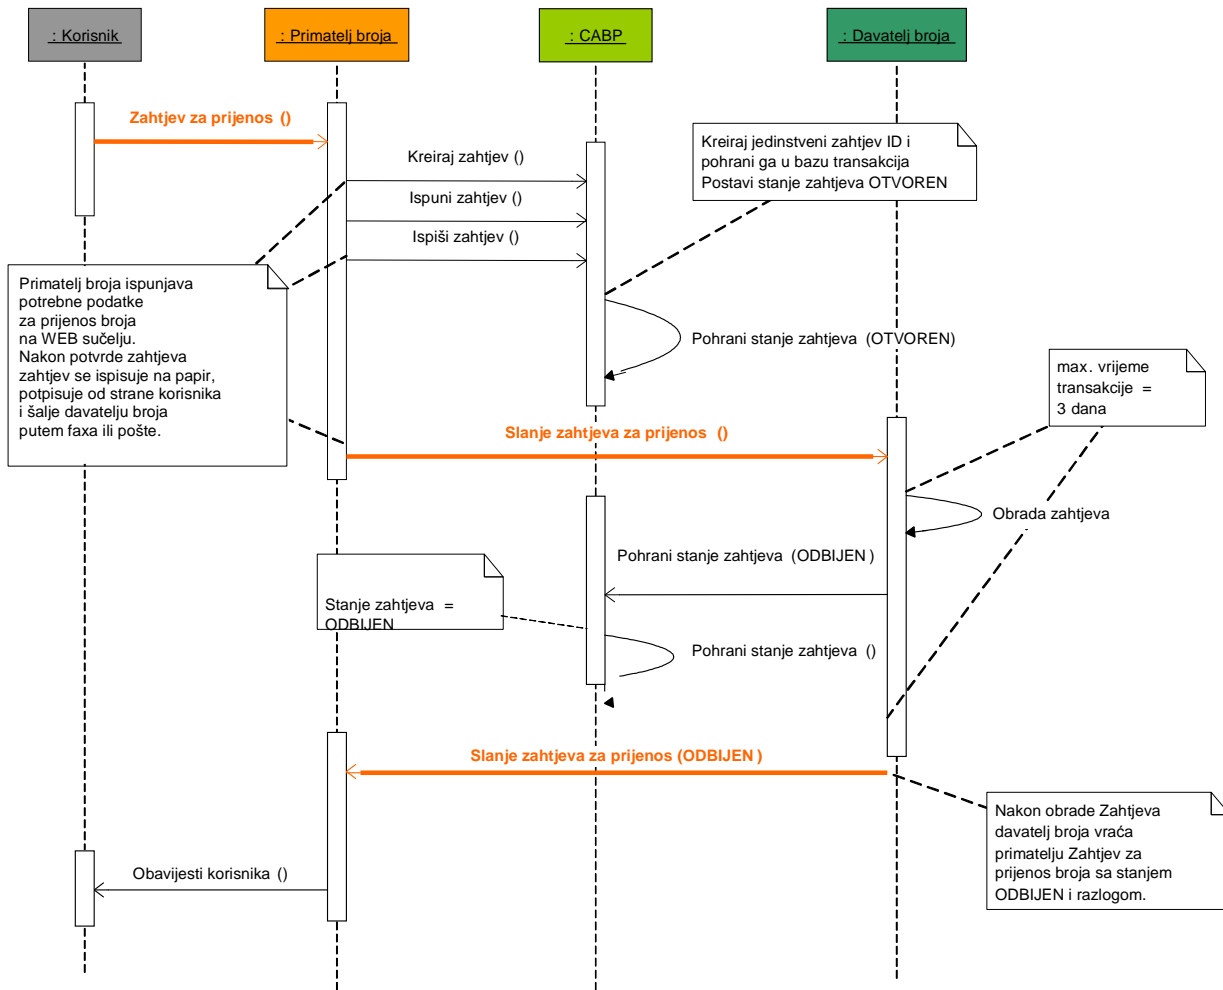 : Korisnik
: Primatelj broja
: CABP
: Davatelj broja
Zahtjev za prijenos ()
Kreiraj zahtjev ()
Ispuni zahtjev ()
Ispiši zahtjev ()
Kreiraj jedinstveni zahtjev ID i
pohrani ga u bazu transakcija
Postavi stanje zahtjeva OTVOREN
Primatelj broja ispunjava
potrebne podatke
za prijenos broja
na WEB sučelju.
Nakon potvrde zahtjeva
zahtjev se ispisuje na papir,
potpisuje od strane korisnika
i šalje davatelju broja
putem faxa ili pošte.
Pohrani stanje zahtjeva (OTVOREN)
max. vrijeme
transakcije =
3 dana
Slanje zahtjeva za prijenos ()
Obrada zahtjeva
Pohrani stanje zahtjeva (ODBIJEN )
Stanje zahtjeva =
ODBIJEN
Pohrani stanje zahtjeva ()
Slanje zahtjeva za prijenos (ODBIJEN )
Nakon obrade Zahtjeva
davatelj broja vraća
primatelju Zahtjev za
prijenos broja sa stanjem
ODBIJEN i razlogom.
Obavijesti korisnika ()